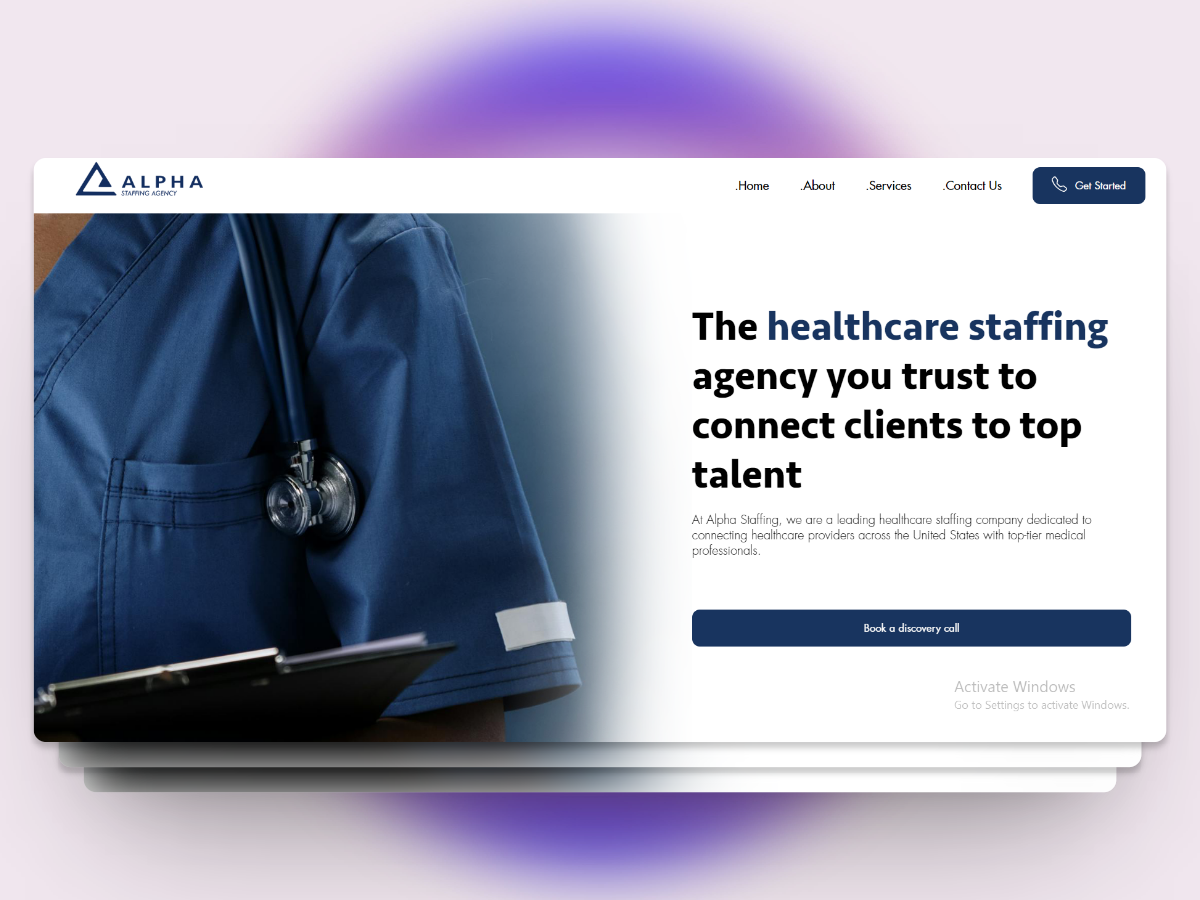 ALPHA
STAFFING AGENCY
.Home .About .Services .Contact Us Get Started
The healthcare staffing
agency you trust to
connect clients to top
talent
At Alpha Staffing, we are a leading healthcare staffing company dedicated to
connecting healthcare providers across the United States with top-tier medical
professionals.
Book a discovery call
Activate Windows
Go to Settings to activate Windows.